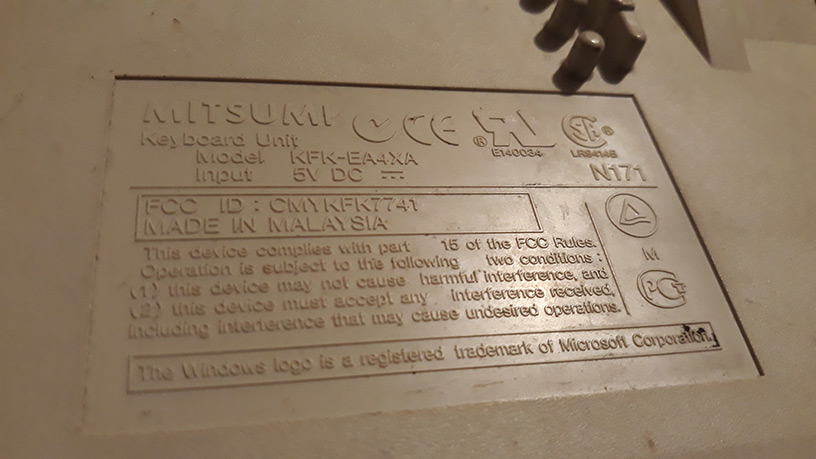 MITSUMI
Keyboard Unit
Model KFK-EA4XA
Input 5V DC
E140034
LR9414B
N171
FCC ID : CMYKFK7741
MADE IN MALAYSIA
This device complies with part 15 of the FCC Rules.
Operation is subject to the following two conditions :
(1) this device may not cause harmful interference, and
(2) this device must accept any interference received,
including interference that may cause undesired operations.
M
The Windows logo is a registered trademark of Microsoft Corporation.